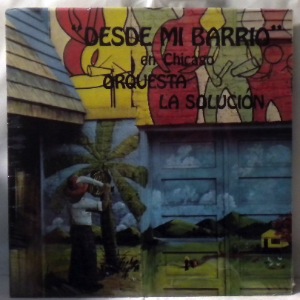 "DESDE MI BARRIO"
en Chicago
ORQUESTA
LA SOLUCION